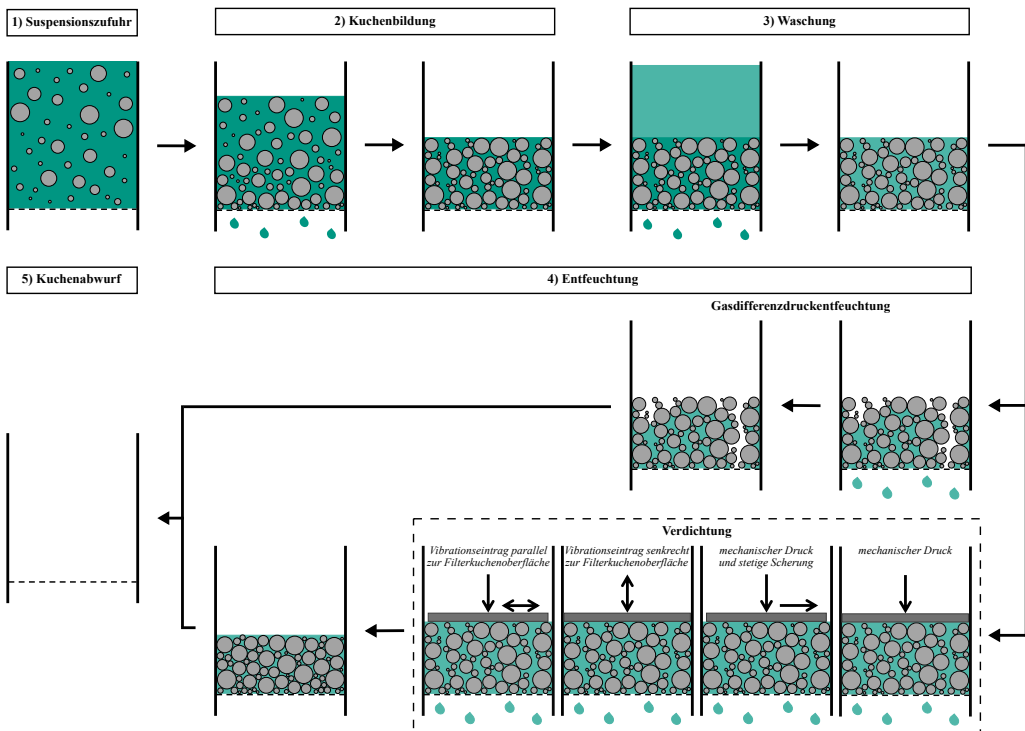 1) Suspensionszufuhr
2) Kuchenbildung
3) Waschung
5) Kuchenabwurf
4) Entfeuchtung
Gasdifferenzdruckentfeuchtung
Verdichtung
Vibrationseintrag parallel
zur Filterkuchenoberfläche
Vibrationseintrag senkrecht
zur Filterkuchenoberfläche
mechanischer Druck
und stetige Scherung
mechanischer Druck